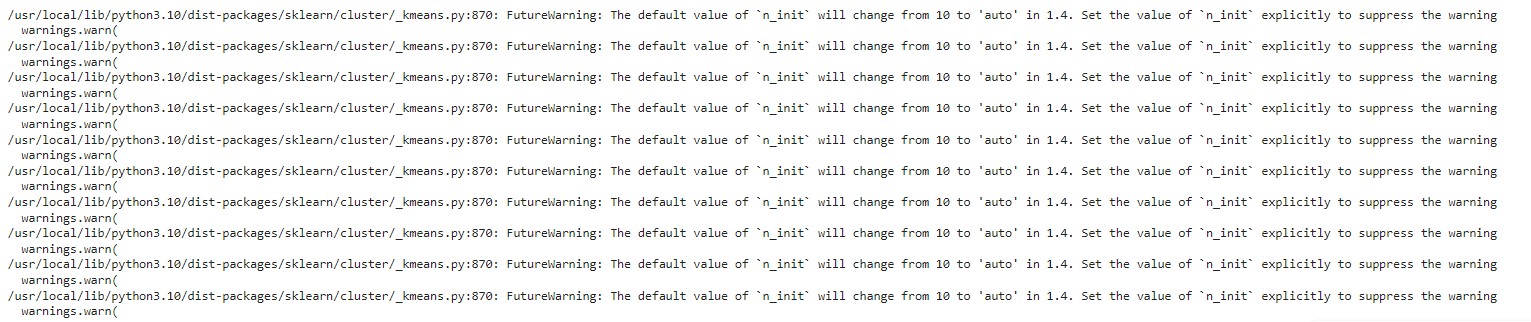 /usr/local/lib/python3.10/dist-packages/sklearn/cluster/_kmeans.py:870: FutureWarning: The default value of `n_init` will change from 10 to 'auto' in 1.4. Set the value of `n_init` explicitly to suppress the warning
  warnings.warn(
/usr/local/lib/python3.10/dist-packages/sklearn/cluster/_kmeans.py:870: FutureWarning: The default value of `n_init` will change from 10 to 'auto' in 1.4. Set the value of `n_init` explicitly to suppress the warning
  warnings.warn(
/usr/local/lib/python3.10/dist-packages/sklearn/cluster/_kmeans.py:870: FutureWarning: The default value of `n_init` will change from 10 to 'auto' in 1.4. Set the value of `n_init` explicitly to suppress the warning
  warnings.warn(
/usr/local/lib/python3.10/dist-packages/sklearn/cluster/_kmeans.py:870: FutureWarning: The default value of `n_init` will change from 10 to 'auto' in 1.4. Set the value of `n_init` explicitly to suppress the warning
  warnings.warn(
/usr/local/lib/python3.10/dist-packages/sklearn/cluster/_kmeans.py:870: FutureWarning: The default value of `n_init` will change from 10 to 'auto' in 1.4. Set the value of `n_init` explicitly to suppress the warning
  warnings.warn(
/usr/local/lib/python3.10/dist-packages/sklearn/cluster/_kmeans.py:870: FutureWarning: The default value of `n_init` will change from 10 to 'auto' in 1.4. Set the value of `n_init` explicitly to suppress the warning
  warnings.warn(
/usr/local/lib/python3.10/dist-packages/sklearn/cluster/_kmeans.py:870: FutureWarning: The default value of `n_init` will change from 10 to 'auto' in 1.4. Set the value of `n_init` explicitly to suppress the warning
  warnings.warn(
/usr/local/lib/python3.10/dist-packages/sklearn/cluster/_kmeans.py:870: FutureWarning: The default value of `n_init` will change from 10 to 'auto' in 1.4. Set the value of `n_init` explicitly to suppress the warning
  warnings.warn(
/usr/local/lib/python3.10/dist-packages/sklearn/cluster/_kmeans.py:870: FutureWarning: The default value of `n_init` will change from 10 to 'auto' in 1.4. Set the value of `n_init` explicitly to suppress the warning
  warnings.warn(
/usr/local/lib/python3.10/dist-packages/sklearn/cluster/_kmeans.py:870: FutureWarning: The default value of `n_init` will change from 10 to 'auto' in 1.4. Set the value of `n_init` explicitly to suppress the warning
  warnings.warn(